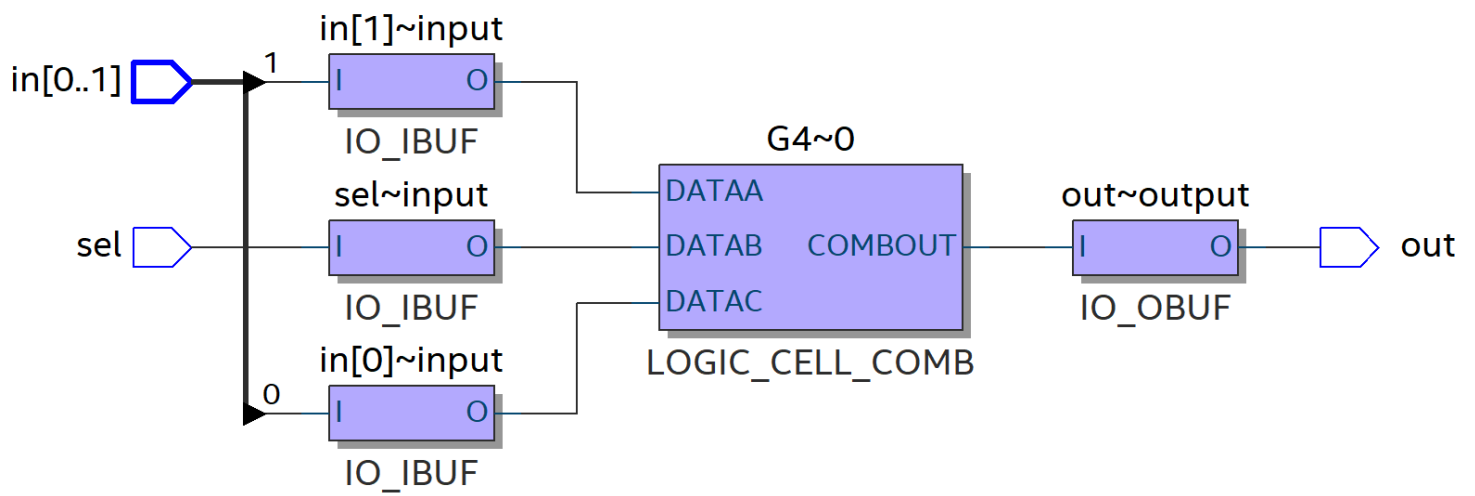 in[1]~input
in[0..1]
1
I
O
IO_IBUF
G4~0
sel~input
sel
I
O
IO_IBUF
DATAA
DATAB
DATAC
COMBOUT
LOGIC_CELL_COMB
out~output
I
O
IO_OBUF
out
in[0]~input
0
I
O
IO_IBUF